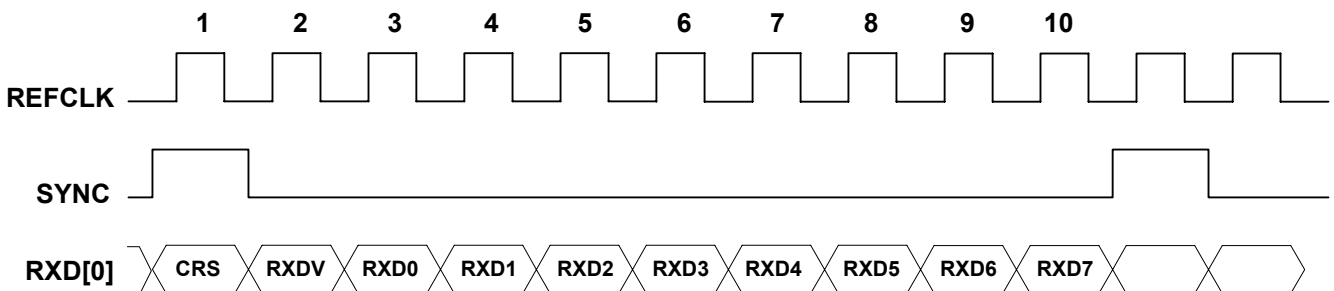 1 2 3 4 5 6 7 8 9 10
REFCLK
SYNC
RXD[0] CRS RXDV RXD0 RXD1 RXD2 RXD3 RXD4 RXD5 RXD6 RXD7